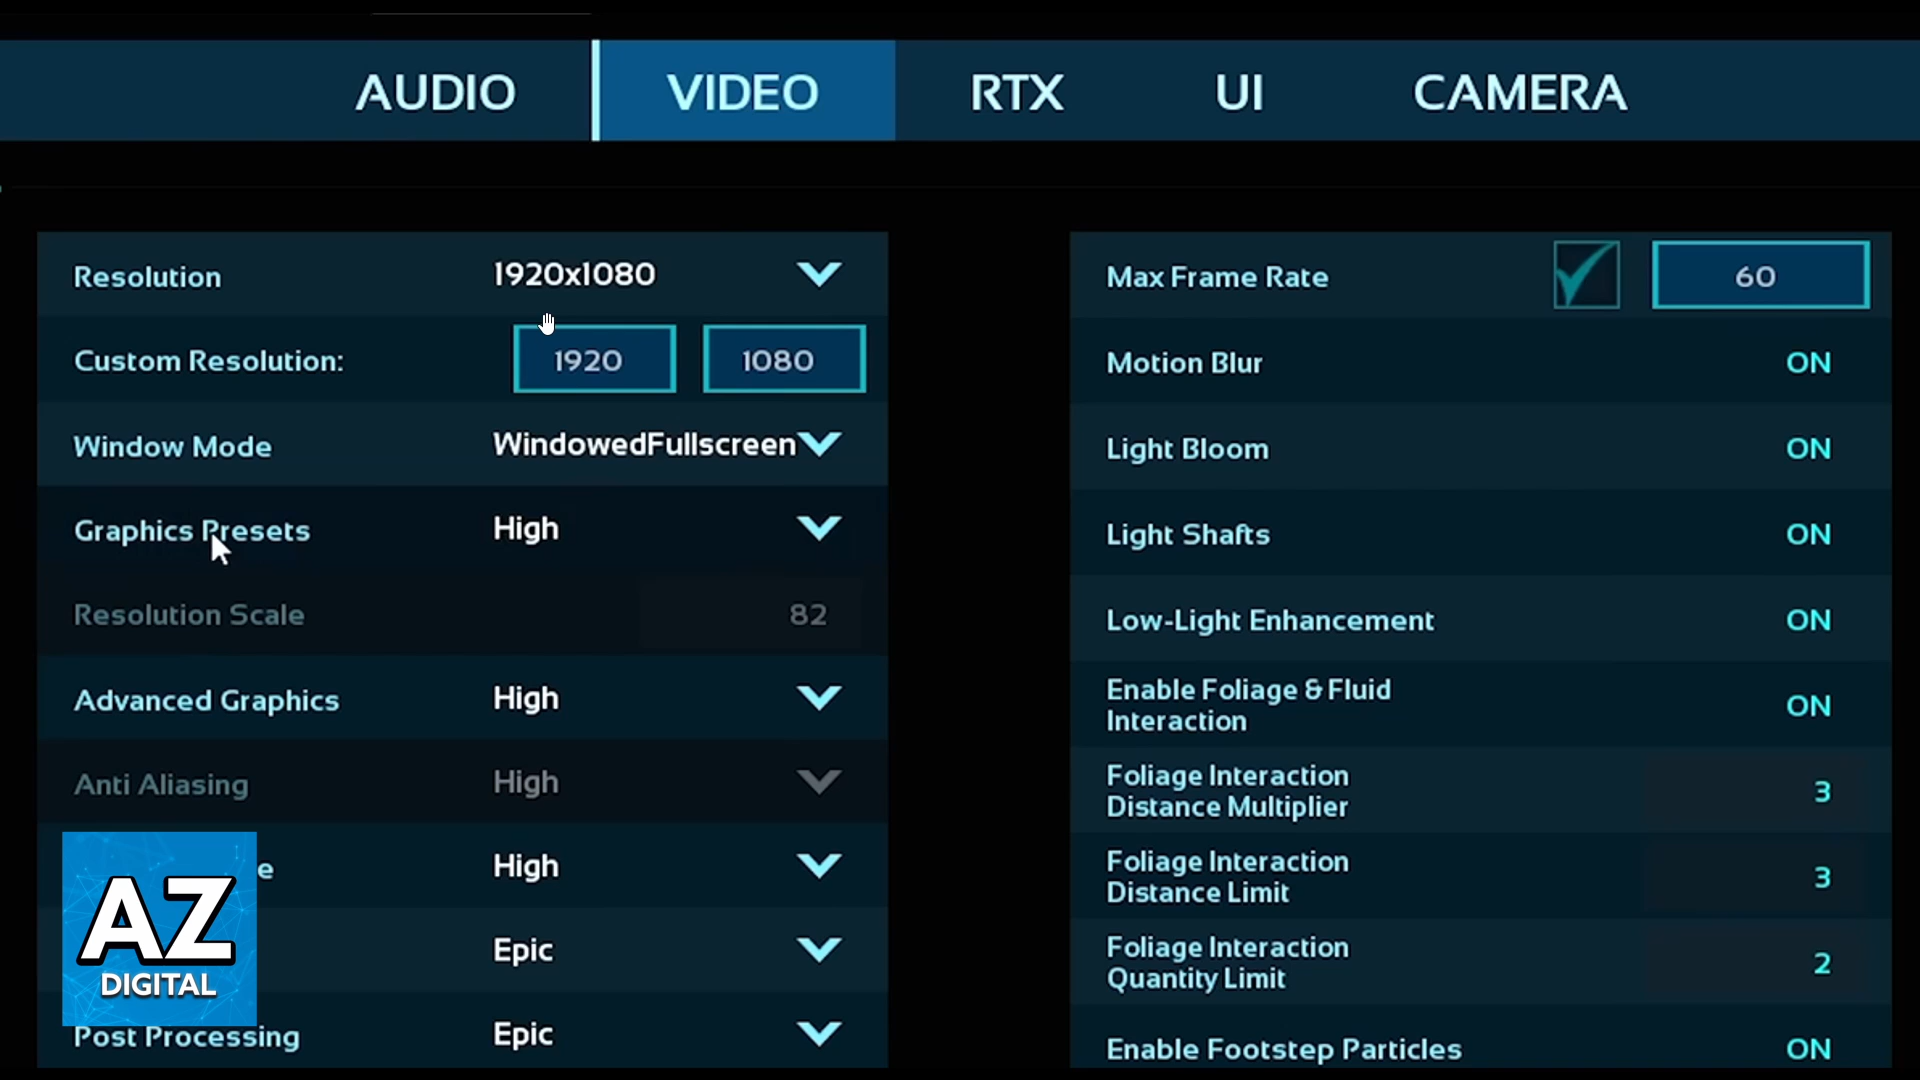 AUDIO VIDEO RTX UI CAMERA
Resolution 1920x1080
Custom Resolution: 1920 1080
Window Mode WindowedFullscreen
Graphics Presets High
Resolution Scale 82
Advanced Graphics High
Anti Aliasing High
High
Epic
Post Processing Epic
AZ
DIGITAL
Max Frame Rate 60
Motion Blur ON
Light Bloom ON
Light Shafts ON
Low-Light Enhancement ON
Enable Foliage & Fluid
Interaction ON
Foliage Interaction
Distance Multiplier 3
Foliage Interaction
Distance Limit 3
Foliage Interaction
Quantity Limit 2
Enable Footstep Particles ON